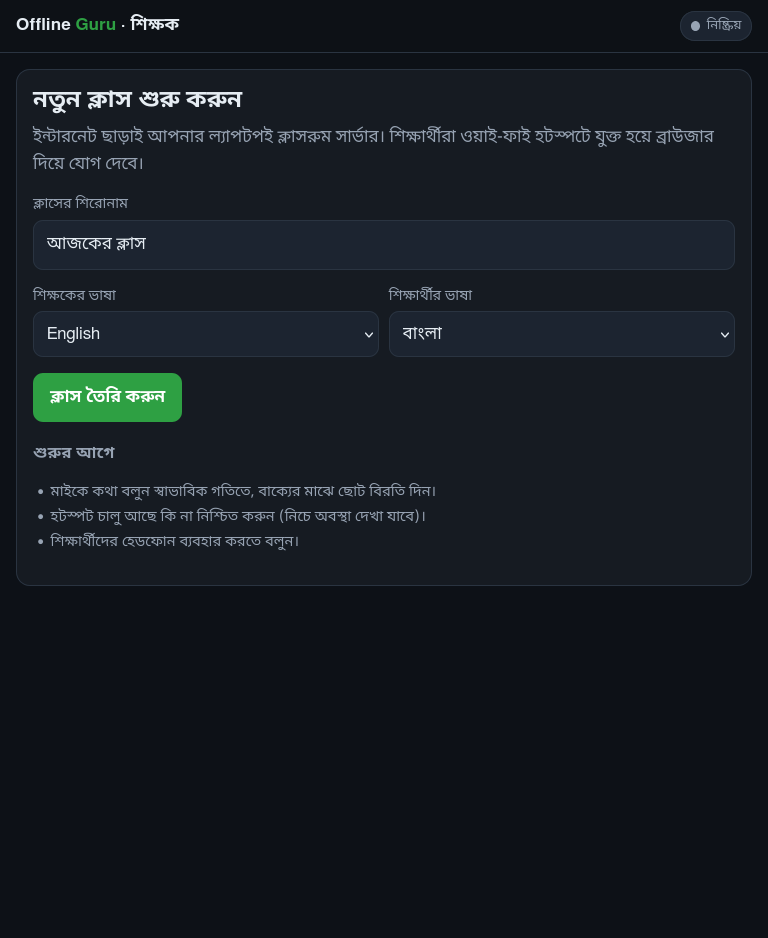 Offline Guru · শিক্ষক
নিষ্ক্রিয়
নতুন ক্লাস শুরু করুন
ইন্টারনেট ছাড়াই আপনার ল্যাপটপই ক্লাসরুম সার্ভার। শিক্ষার্থীরা ওয়াই-ফাই হটস্পটে যুক্ত হয়ে ব্রাউজার
দিয়ে যোগ দেবে।
ক্লাসের শিরোনাম
আজকের ক্লাস
শিক্ষকের ভাষা
শিক্ষার্থীর ভাষা
English
বাংলা
ক্লাস তৈরি করুন
শুরুর আগে
• মাইকে কথা বলুন স্বাভাবিক গতিতে, বাক্যের মাঝে ছোট বিরতি দিন।
• হটস্পট চালু আছে কি না নিশ্চিত করুন (নিচে অবস্থা দেখা যাবে)।
• শিক্ষার্থীদের হেডফোন ব্যবহার করতে বলুন।